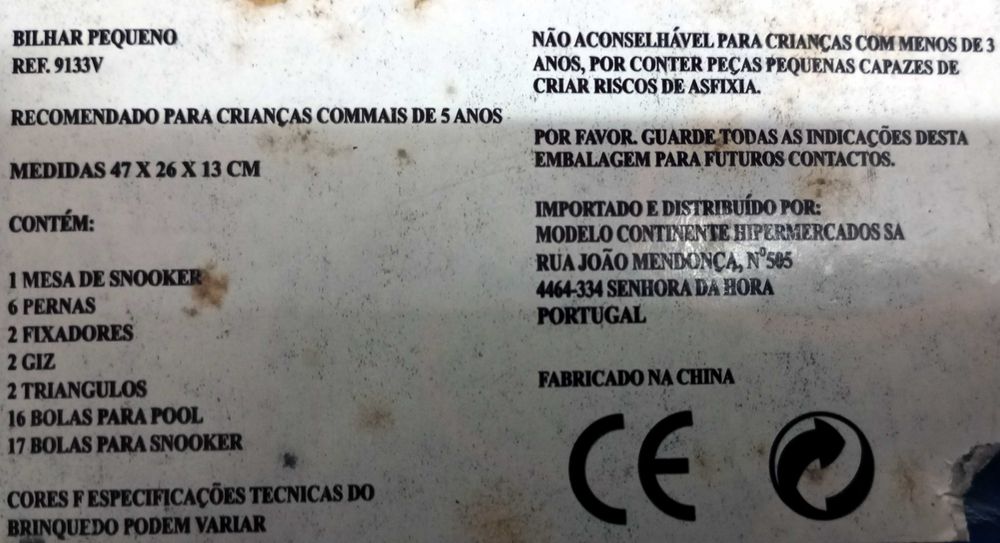 BILHAR PEQUENO
REF. 9133V
RECOMENDADO PARA CRIANÇAS COMMAIS DE 5 ANOS
MEDIDAS 47 X 26 X 13 CM
CONTÉM:
1 MESA DE SNOOKER
6 PERNAS
2 FIXADORES
2 GIZ
2 TRIANGULOS
16 BOLAS PARA POOL
17 BOLAS PARA SNOOKER
CORES F ESPECIFICAÇÕES TECNICAS DO
BRINQUEDO PODEM VARIAR
NÃO ACONSELHÁVEL PARA CRIANÇAS COM MENOS DE 3
ANOS, POR CONTER PEÇAS PEQUENAS CAPAZES DE
CRIAR RISCOS DE ASFIXIA.
POR FAVOR. GUARDE TODAS AS INDICAÇÕES DESTA
EMBALAGEM PARA FUTUROS CONTACTOS.
IMPORTADO E DISTRIBUÍDO POR:
MODELO CONTINENTE HIPERMERCADOS SA
RUA JOÃO MENDONÇA, Nº505
4464-334 SENHORA DA HORA
PORTUGAL
FABRICADO NA CHINA
CE